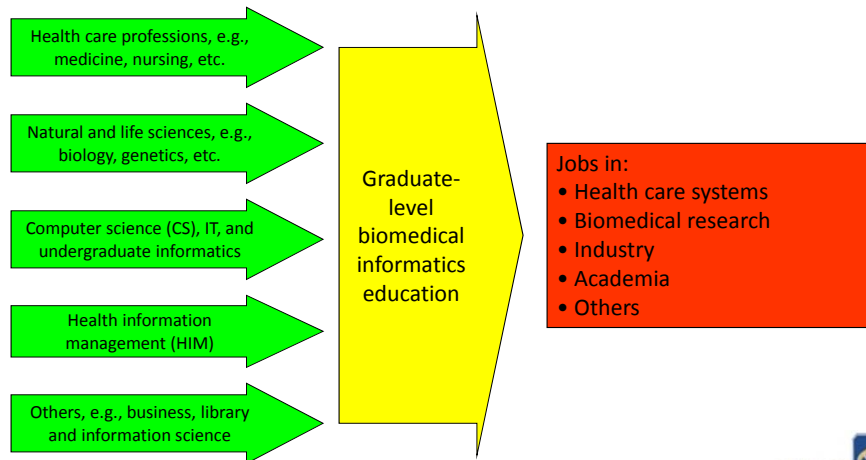 Health care professions, e.g.,
medicine, nursing, etc.
Natural and life sciences, e.g.,
biology, genetics, etc.
Computer science (CS), IT, and
undergraduate informatics
Health information
management (HIM)
Others, e.g., business, library
and information science
Graduate-
level
biomedical
informatics
education
Jobs in:
• Health care systems
• Biomedical research
• Industry
• Academia
• Others